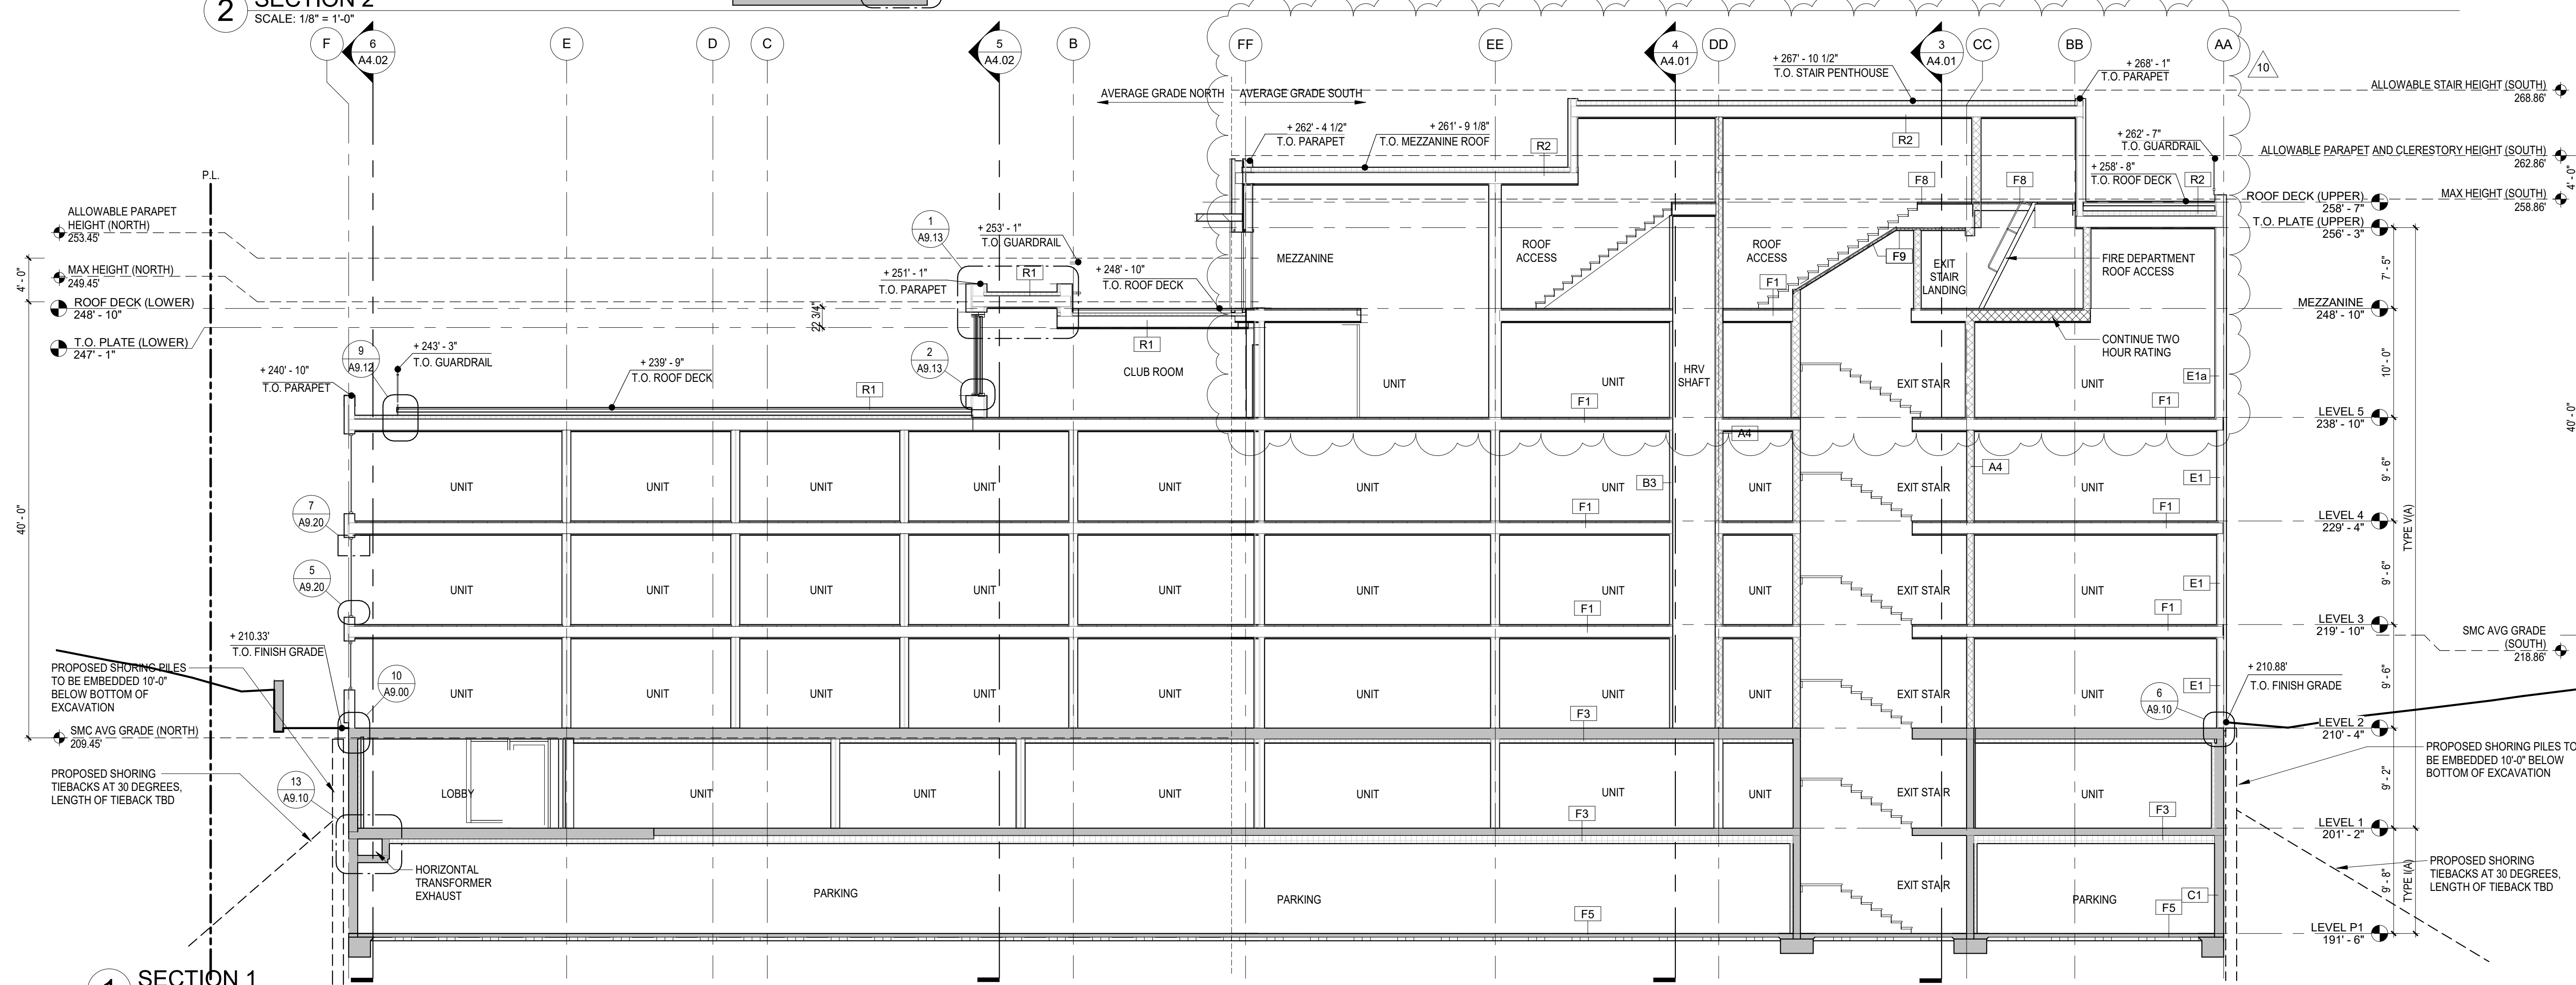 2
SECTION 2
SCALE: 1/8" = 1'-0"
F
6
A4.02
E
D
C
5
A4.02
B
FF
EE
4
A4.01
DD
3
A4.01
CC
BB
AA
10
+ 267' - 10 1/2"
T.O. STAIR PENTHOUSE
+ 268' - 1"
T.O. PARAPET
AVERAGE GRADE NORTH
AVERAGE GRADE SOUTH
ALLOWABLE STAIR HEIGHT (SOUTH)
268.86'
+ 262' - 4 1/2"
T.O. PARAPET
+ 261' - 9 1/8"
T.O. MEZZANINE ROOF
R2
R2
+ 262' - 7"
T.O. GUARDRAIL
ALLOWABLE PARAPET AND CLERESTORY HEIGHT (SOUTH)
262.86'
+ 258' - 8"
T.O. ROOF DECK
R2
4' - 0"
P.L.
F8
F8
ROOF DECK (UPPER)
258' - 7"
MAX HEIGHT (SOUTH)
258.86'
T.O. PLATE (UPPER)
256' - 3"
ALLOWABLE PARAPET
HEIGHT (NORTH)
253.45'
1
A9.13
+ 253' - 1"
T.O. GUARDRAIL
MEZZANINE
ROOF
ACCESS
ROOF
ACCESS
F9
EXIT
STAIR
LANDING
FIRE DEPARTMENT
ROOF ACCESS
7' - 5"
4' - 0"
MAX HEIGHT (NORTH)
249.45'
+ 251' - 1"
T.O. PARAPET
R1
+ 248' - 10"
T.O. ROOF DECK
F1
ROOF DECK (LOWER)
248' - 10"
22 3/4"
MEZZANINE
248' - 10"
T.O. PLATE (LOWER)
247' - 1"
9
A9.12
+ 243' - 3"
T.O. GUARDRAIL
R1
CONTINUE TWO
HOUR RATING
+ 240' - 10"
T.O. PARAPET
+ 239' - 9"
T.O. ROOF DECK
R1
2
A9.13
CLUB ROOM
UNIT
UNIT
HRV
SHAFT
EXIT STAIR
UNIT
E1a
10' - 0"
F1
F1
LEVEL 5
238' - 10"
40' - 0"
A4
A4
9' - 6"
UNIT
UNIT
UNIT
UNIT
UNIT
UNIT
UNIT
B3
UNIT
EXIT STAIR
UNIT
E1
7
A9.20
F1
F1
LEVEL 4
229' - 4"
TYPE V(A)
40' - 0"
5
A9.20
UNIT
UNIT
UNIT
UNIT
UNIT
UNIT
UNIT
UNIT
EXIT STAIR
UNIT
E1
9' - 6"
F1
F1
LEVEL 3
219' - 10"
SMC AVG GRADE
(SOUTH)
218.86'
+ 210.33'
T.O. FINISH GRADE
PROPOSED SHORING PILES
TO BE EMBEDDED 10'-0"
BELOW BOTTOM OF
EXCAVATION
10
A9.00
UNIT
UNIT
UNIT
UNIT
UNIT
UNIT
UNIT
UNIT
EXIT STAIR
UNIT
E1
6
A9.10
+ 210.88'
T.O. FINISH GRADE
9' - 6"
F3
SMC AVG GRADE (NORTH)
209.45'
LEVEL 2
210' - 4"
PROPOSED SHORING PILES TO
BE EMBEDDED 10'-0" BELOW
BOTTOM OF EXCAVATION
PROPOSED SHORING
TIEBACKS AT 30 DEGREES,
LENGTH OF TIEBACK TBD
13
A9.10
LOBBY
UNIT
UNIT
UNIT
UNIT
UNIT
UNIT
EXIT STAIR
UNIT
9' - 2"
F3
F3
LEVEL 1
201' - 2"
HORIZONTAL
TRANSFORMER
EXHAUST
PARKING
PARKING
EXIT STAIR
PARKING
C1
F5
F5
9' - 8"
TYPE I(A)
PROPOSED SHORING
TIEBACKS AT 30 DEGREES,
LENGTH OF TIEBACK TBD
LEVEL P1
191' - 6"
SECTION 1